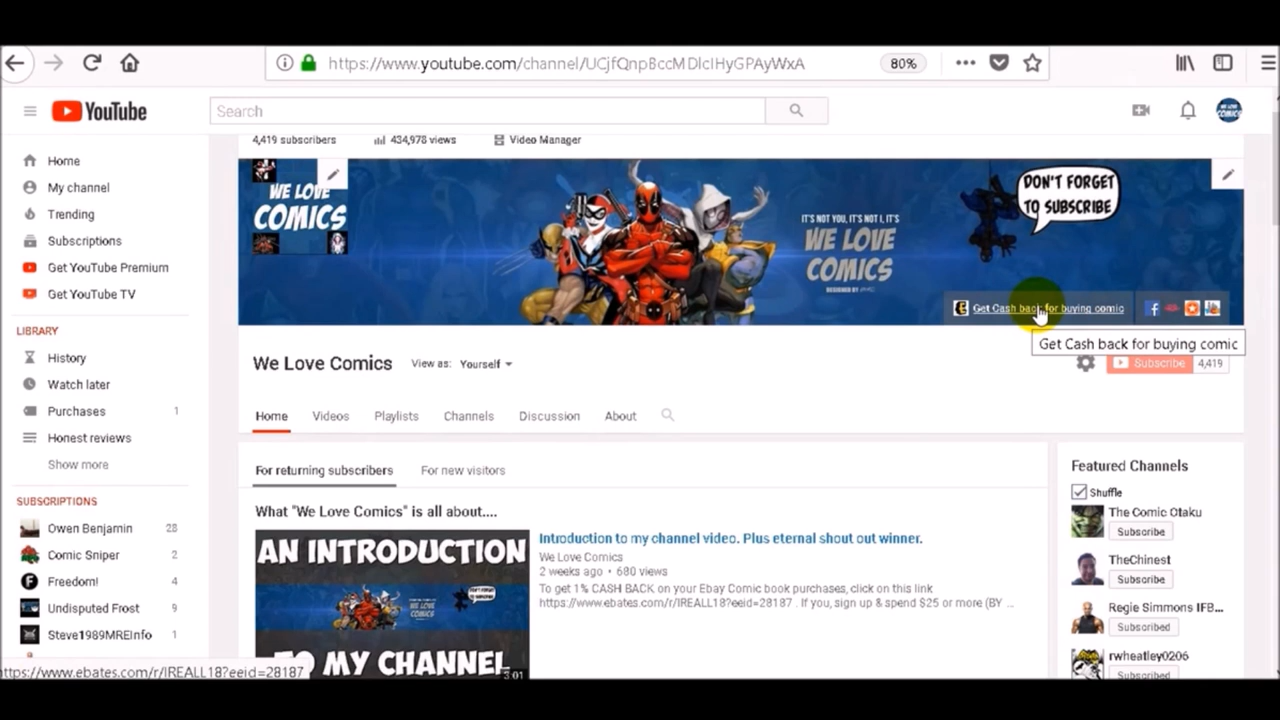 https://www.youtube.com/channel/UCjfQnpBccMDlcIHyGPAyWxA
80%
YouTube
Search
WE LOVE
COMICS
4,419 subscribers
434,978 views
Video Manager
Home
My channel
Trending
Subscriptions
Get YouTube Premium
Get YouTube TV
LIBRARY
History
Watch later
Purchases 1
Honest reviews
Show more
SUBSCRIPTIONS
Owen Benjamin 28
Comic Sniper 2
Freedom! 4
Undisputed Frost 9
Steve1989MREInfo 1
WE LOVE
COMICS
IT'S NOT YOU, IT'S NOT I, IT'S
WE LOVE
COMICS
DESIGNED BY
DON'T FORGET
TO SUBSCRIBE
Get Cash back for buying comic
Get Cash back for buying comic
We Love Comics
View as: Yourself
Subscribe 4,419
Home
Videos
Playlists
Channels
Discussion
About
For returning subscribers
For new visitors
What "We Love Comics" is all about....
AN INTRODUCTION
TO MY CHANNEL
3:01
Introduction to my channel video. Plus eternal shout out winner.
We Love Comics
2 weeks ago • 680 views
To get 1% CASH BACK on your Ebay Comic book purchases, click on this link
https://www.ebates.com/r/IREALL18?eeid=28187 . If you, sign up & spend $25 or more (BY ...
Featured Channels
Shuffle
The Comic Otaku
Subscribe
TheChinest
Subscribe
Regie Simmons IFB...
Subscribed
rwheatley0206
Subscribed
https://www.ebates.com/r/IREALL18?eeid=28187